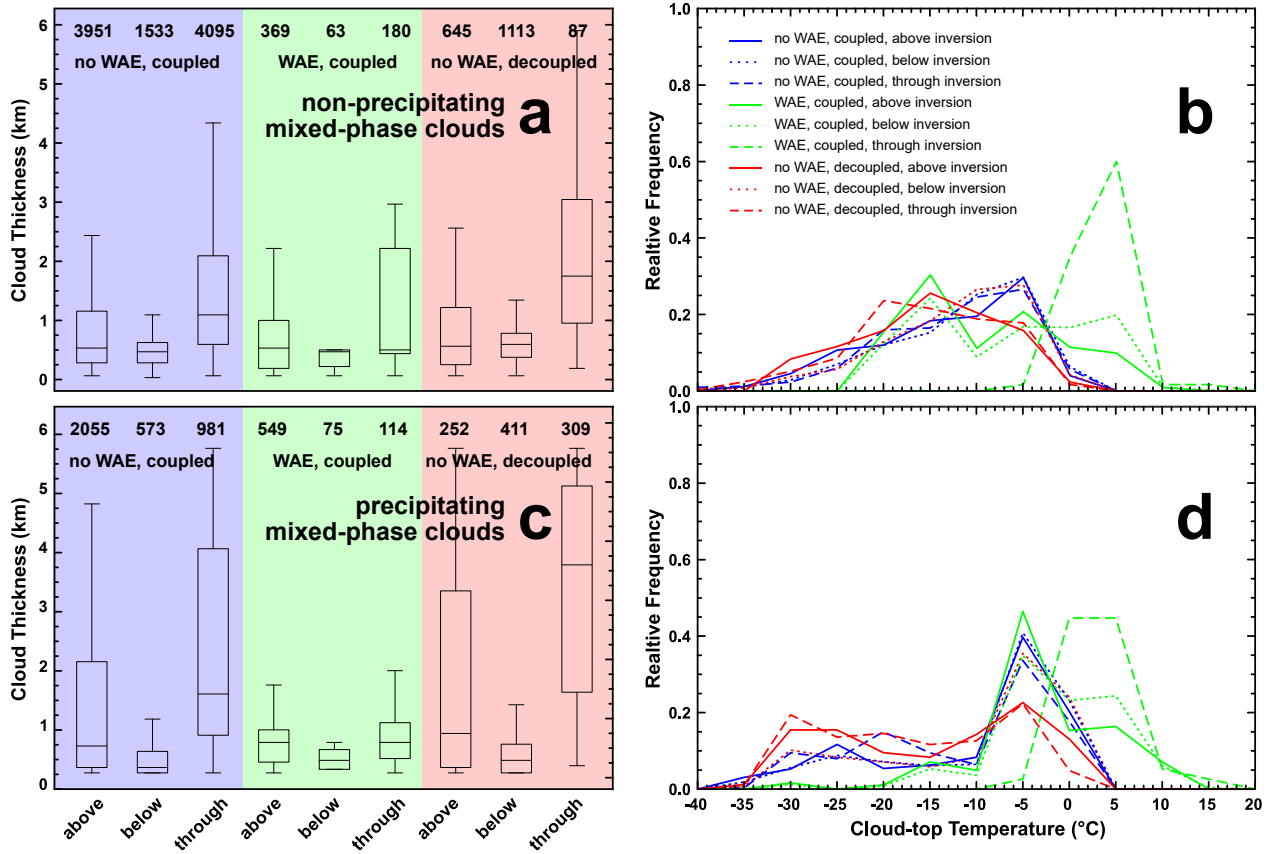 3951 1533 4095 369 63 180 645 1113 87
no WAE, coupled WAE, coupled no WAE, decoupled
non-precipitating
mixed-phase clouds
a
6
5
4
3
2
1
0
Cloud Thickness (km)
1.0
0.8
0.6
0.4
0.2
0.0
Realtive Frequency
no WAE, coupled, above inversion
no WAE, coupled, below inversion
no WAE, coupled, through inversion
WAE, coupled, above inversion
WAE, coupled, below inversion
WAE, coupled, through inversion
no WAE, decoupled, above inversion
no WAE, decoupled, below inversion
no WAE, decoupled, through inversion
b
2055 573 981 549 75 114 252 411 309
no WAE, coupled WAE, coupled no WAE, decoupled
precipitating
mixed-phase clouds
c
6
5
4
3
2
1
0
Cloud Thickness (km)
above below through above below through above below through
1.0
0.8
0.6
0.4
0.2
0.0
Realtive Frequency
d
-40 -35 -30 -25 -20 -15 -10 -5 0 5 10 15 20
Cloud-top Temperature (°C)